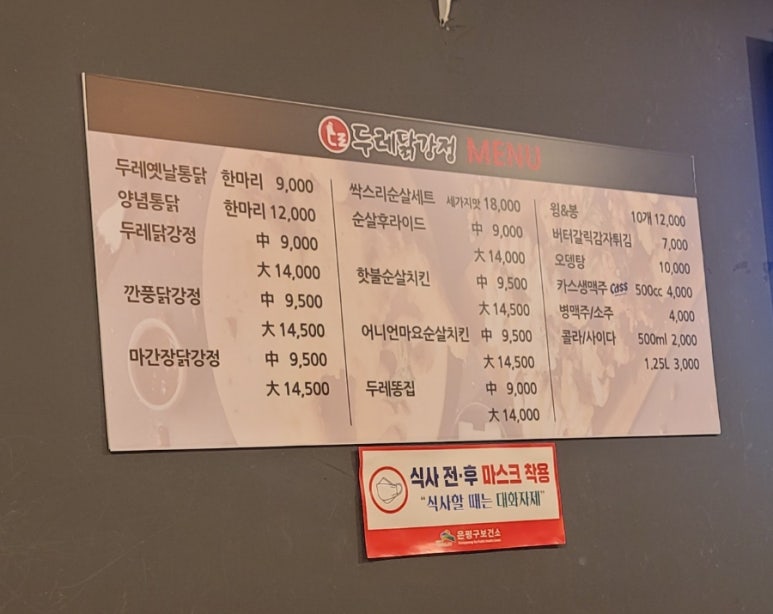 두레닭강정 MENU
두레옛날통닭 한마리 9,000
양념통닭 한마리 12,000
두레닭강정 中 9,000
大 14,000
깐풍닭강정 中 9,500
大 14,500
마간장닭강정 中 9,500
大 14,500
싹스리순살세트 세가지맛 18,000
순살후라이드 中 9,000
大 14,000
핫불순살치킨 中 9,500
大 14,500
어니언마요순살치킨 中 9,500
大 14,500
두레똥집 中 9,000
大 14,000
윙&봉 10개 12,000
버터갈릭감자튀김 7,000
오뎅탕 10,000
카스생맥주 Cass 500cc 4,000
병맥주/소주 4,000
콜라/사이다 500ml 2,000
1.25L 3,000
식사 전·후 마스크 착용
"식사할 때는 대화자제"
은평구보건소